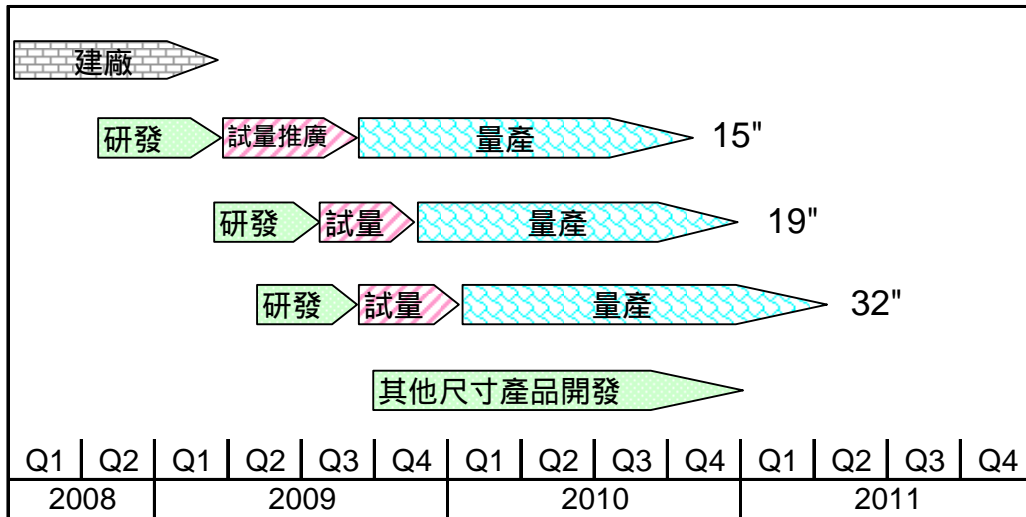 建廠
研發 試量推廣 量產 15"
研發 試量 量產 19"
研發 試量 量產 32"
其他尺寸產品開發
Q1 Q2 Q1 Q2 Q3 Q4 Q1 Q2 Q3 Q4 Q1 Q2 Q3 Q4
2008 2009 2010 2011